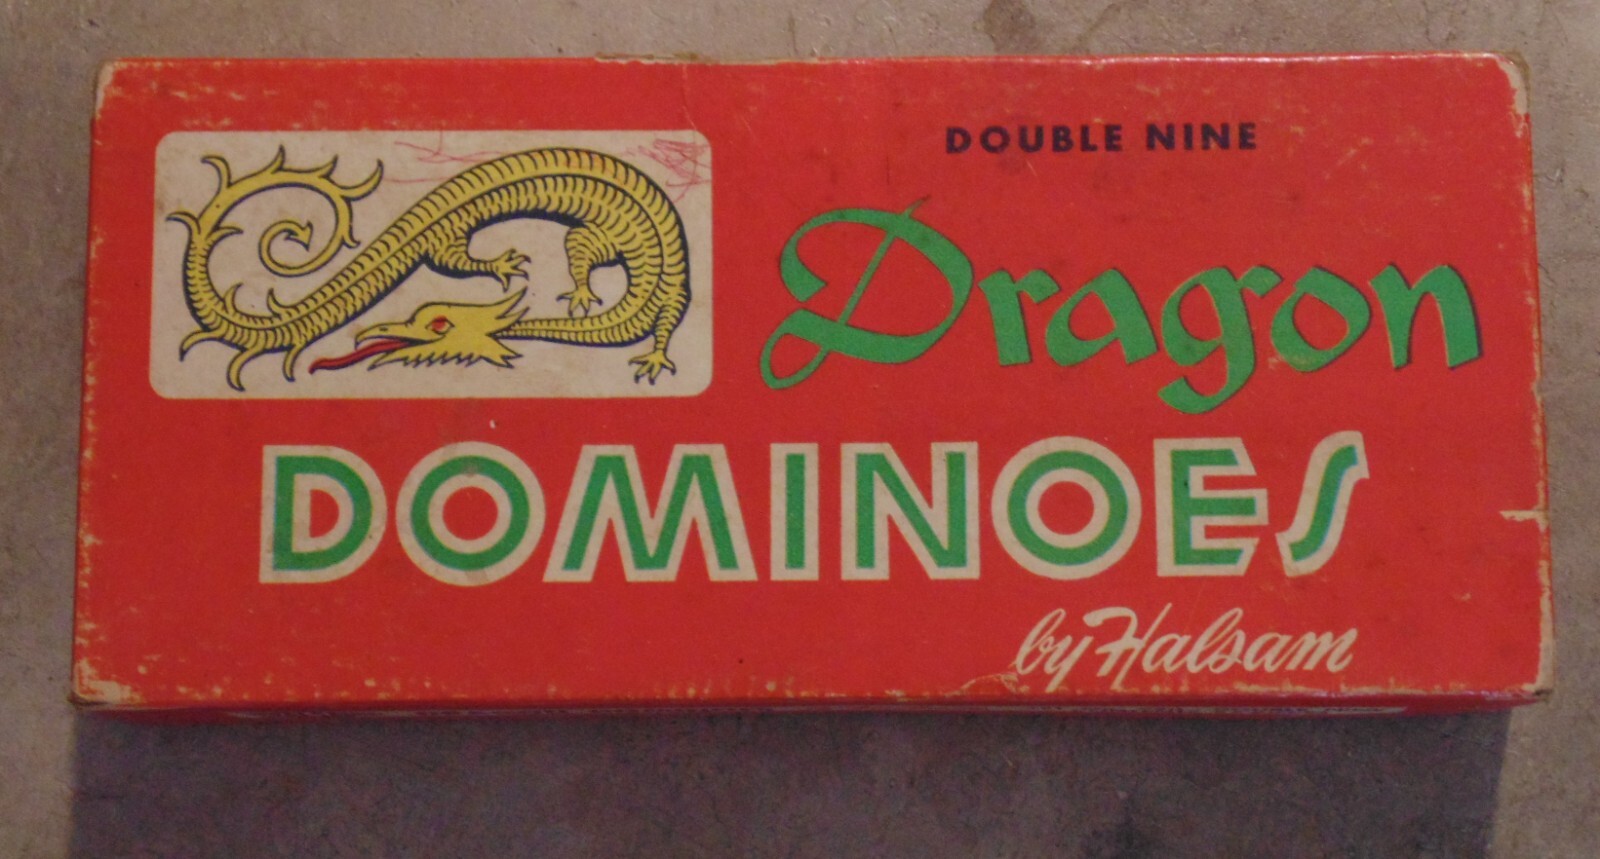 DOUBLE NINE
Dragon
DOMINOES
by Halsam